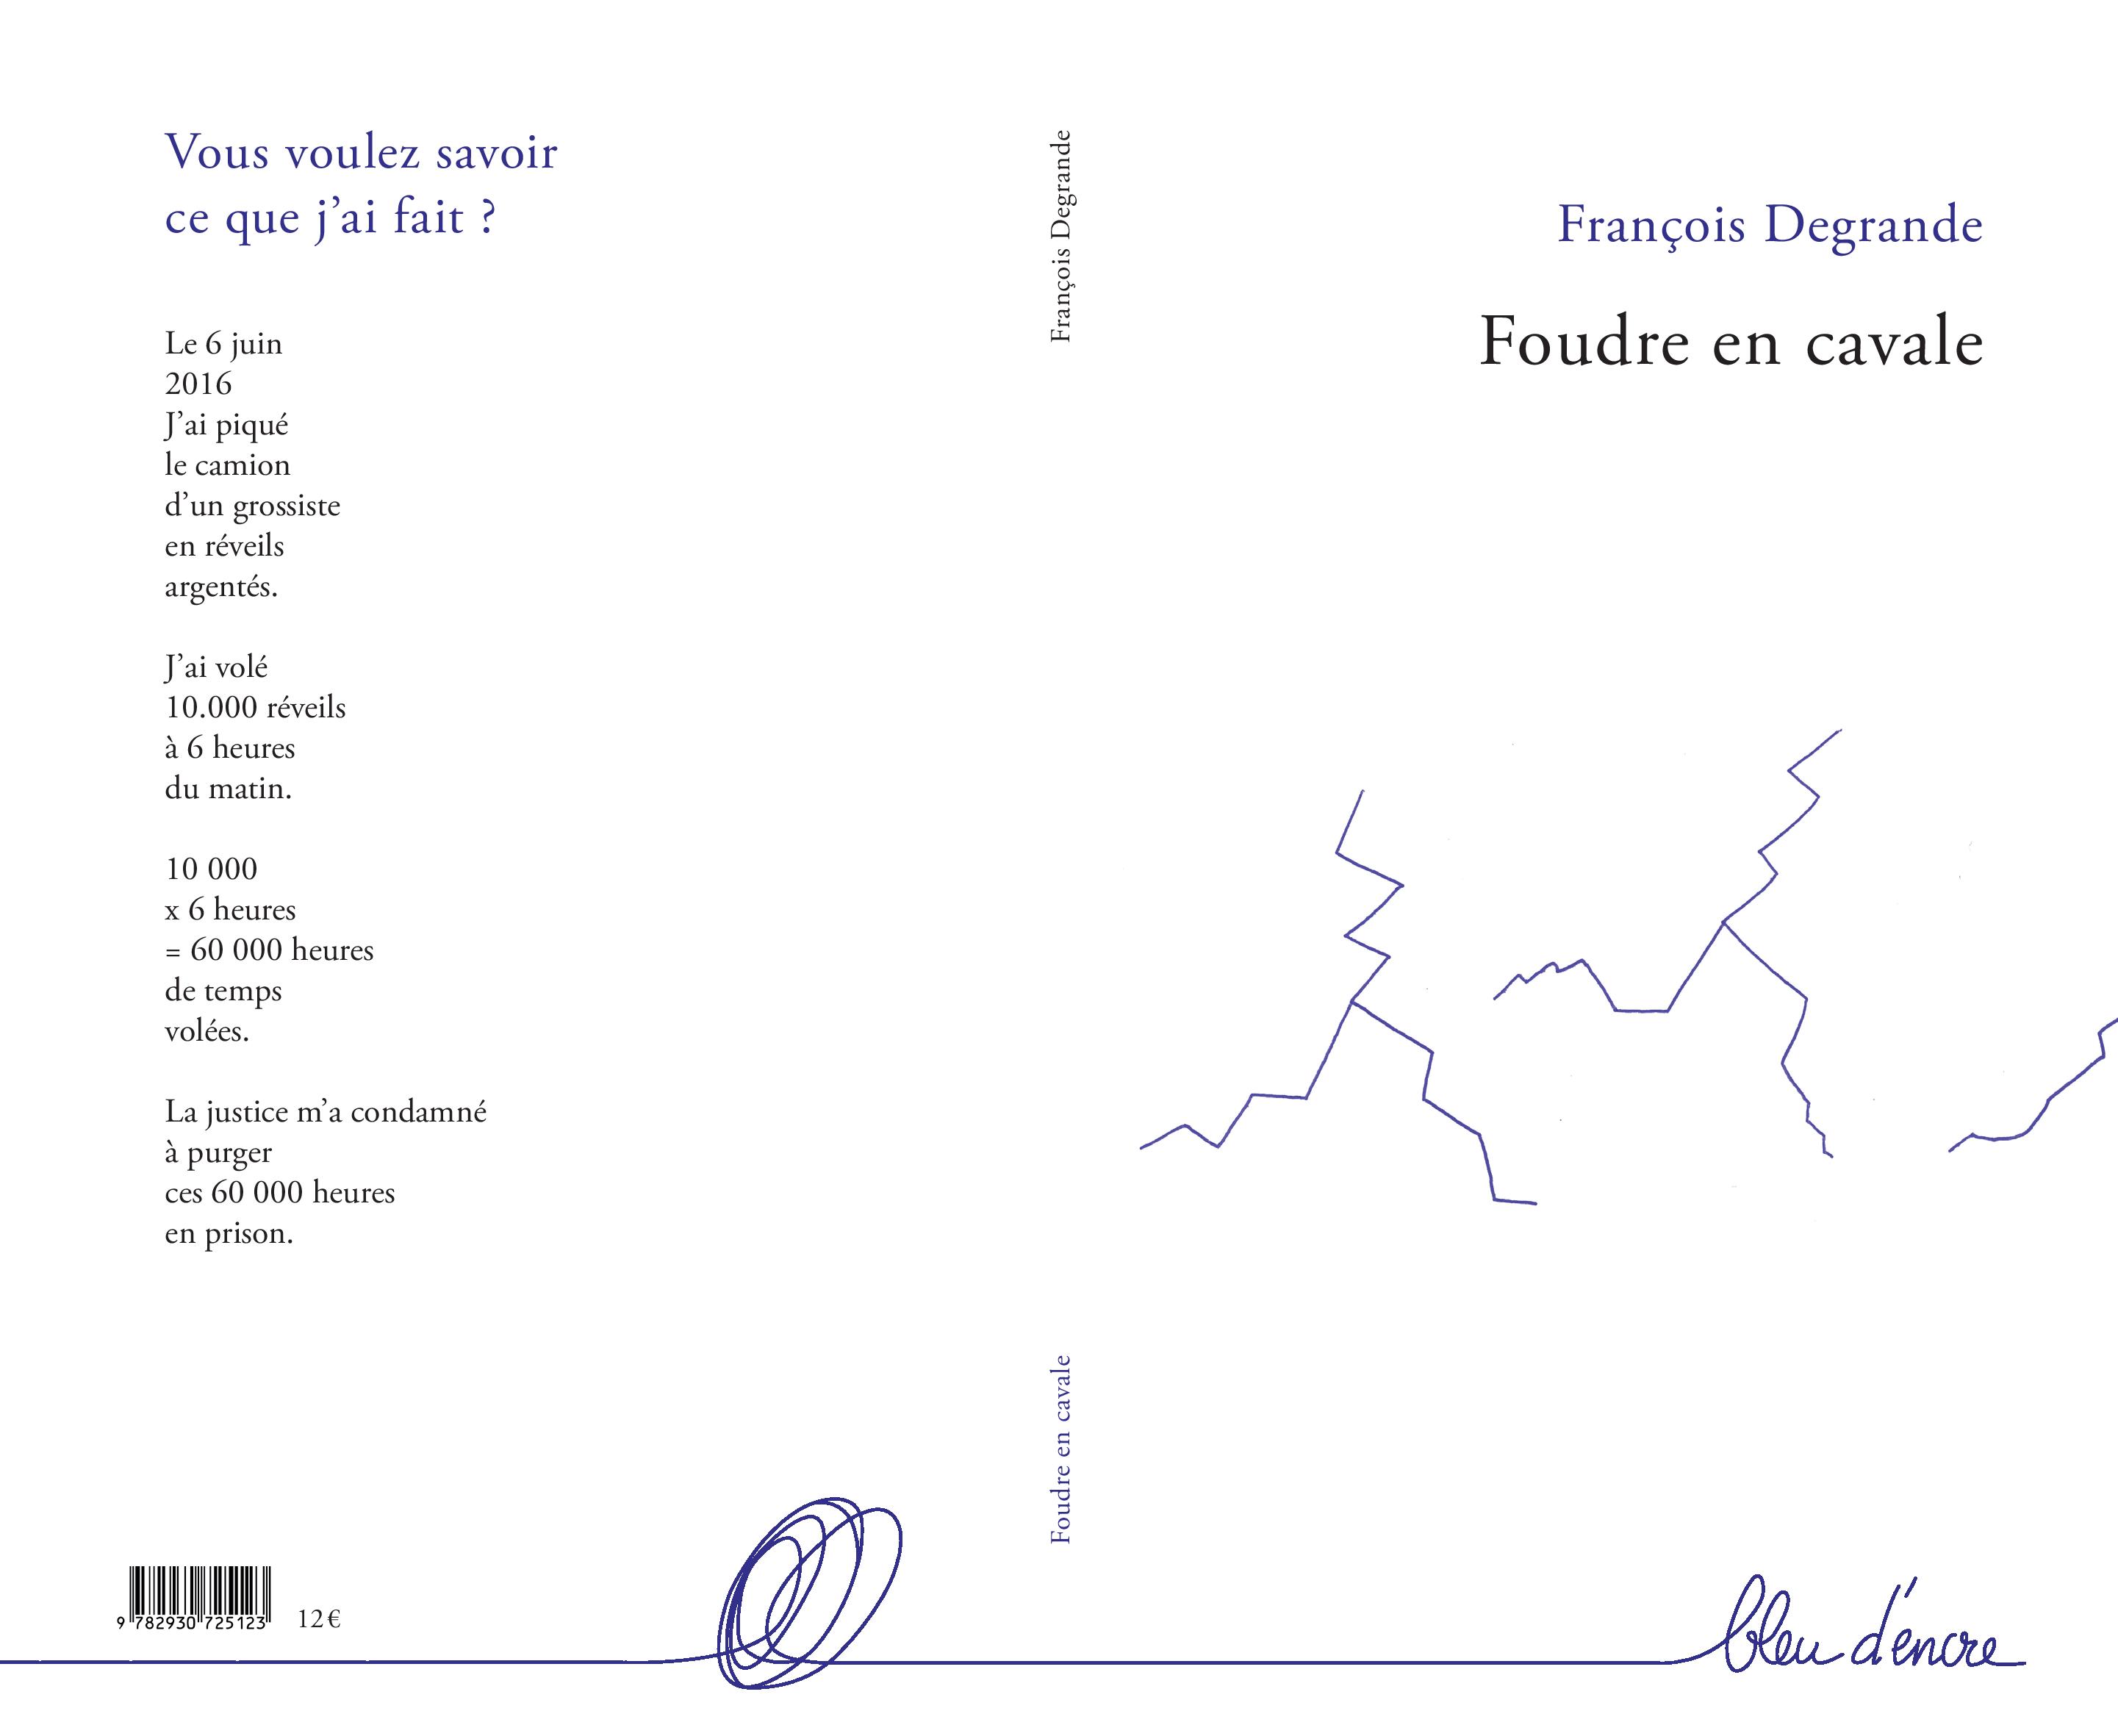 Vous voulez savoir
ce que j’ai fait ?
Le 6 juin
2016
J’ai piqué
le camion
d’un grossiste
en réveils
argentés.
J’ai volé
10.000 réveils
à 6 heures
du matin.
10 000
x 6 heures
= 60 000 heures
de temps
volées.
La justice m’a condamné
à purger
ces 60 000 heures
en prison.
9 782930 725123
12 €
François Degrande
Foudre en cavale
François Degrande
Foudre en cavale
bleu d'encre